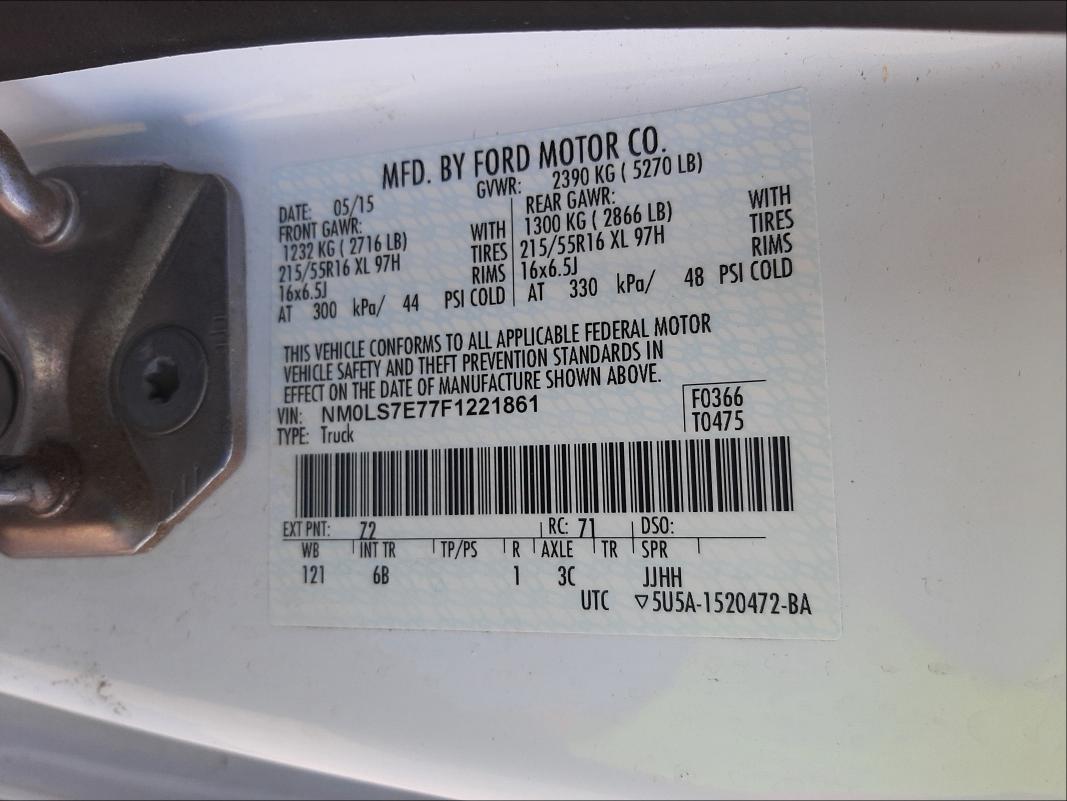 MFD. BY FORD MOTOR CO.
DATE: 05/15 GVWR: 2390 KG ( 5270 LB)
FRONT GAWR: REAR GAWR:
1232 KG ( 2716 LB) WITH 1300 KG ( 2866 LB) WITH
215/55R16 XL 97H TIRES 215/55R16 XL 97H TIRES
16x6.5J RIMS 16x6.5J RIMS
AT 300 kPa/ 44 PSI COLD AT 330 kPa/ 48 PSI COLD
THIS VEHICLE CONFORMS TO ALL APPLICABLE FEDERAL MOTOR
VEHICLE SAFETY AND THEFT PREVENTION STANDARDS IN
EFFECT ON THE DATE OF MANUFACTURE SHOWN ABOVE.
VIN: NM0LS7E77F1221861 F0366
TYPE: Truck T0475
EXT PNT: Z2 RC: 71 DSO:
WB INT TR TP/PS R AXLE TR SPR
121 6B 1 3C JJHH
UTC ▽5U5A-1520472-BA